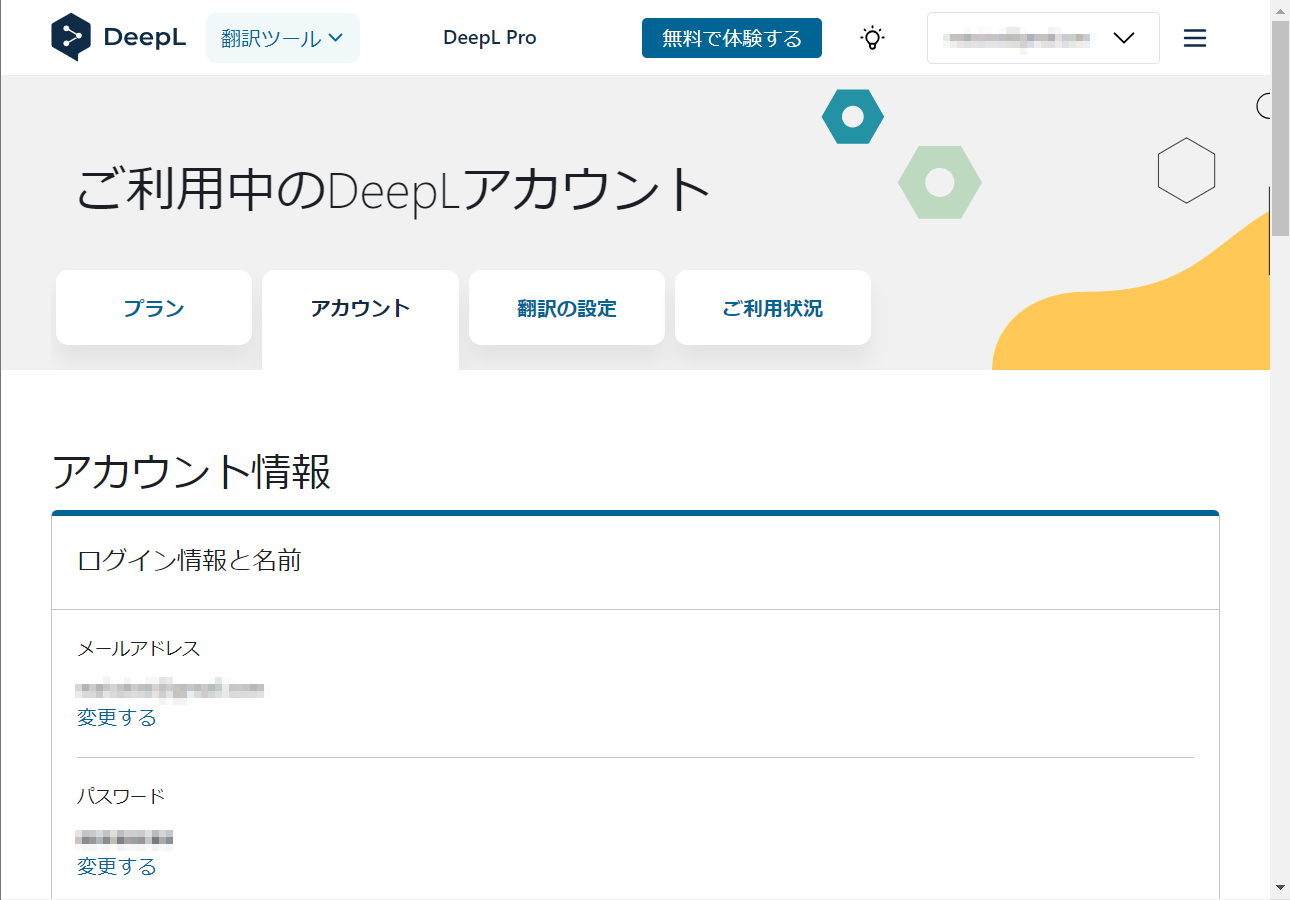 DeepL
翻訳ツール
DeepL Pro
無料で体験する
ご利用中のDeepLアカウント
プラン
アカウント
翻訳の設定
ご利用状況
アカウント情報
ログイン情報と名前
メールアドレス
変更する
パスワード
変更する